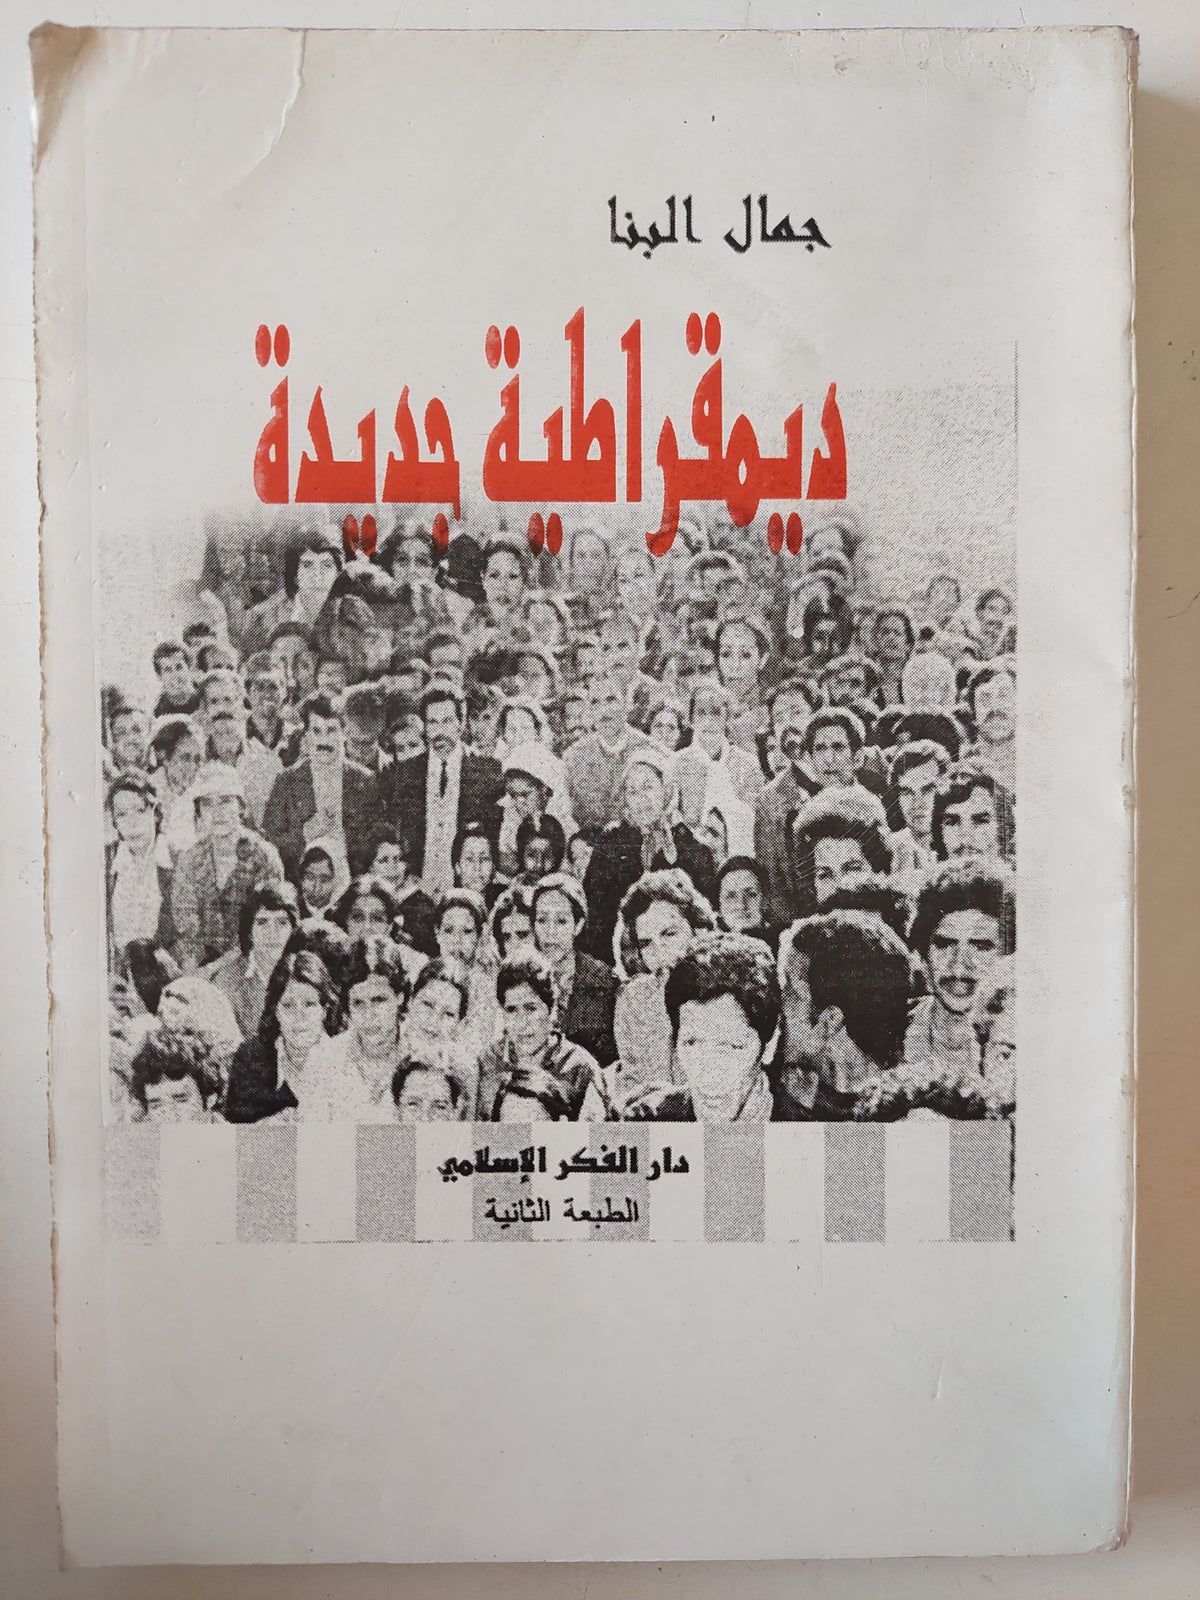 جمال البنا
ديمقراطية جديدة
دار الفكر الإسلامي
الطبعة الثانية